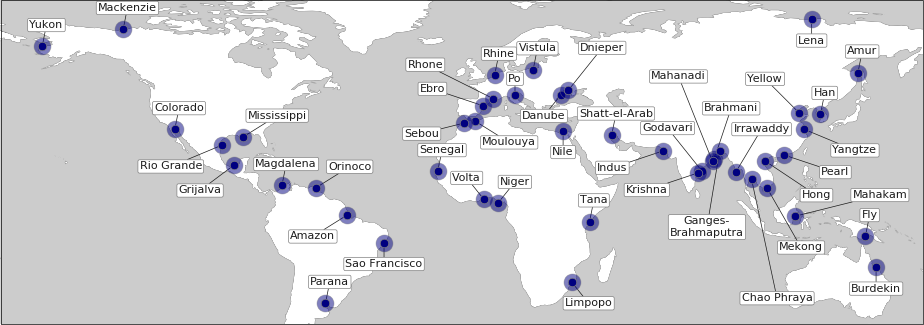 Mackenzie
Yukon
Vistula
Dnieper
Lena
Rhine
Amur
Rhone
Po
Mahanadi
Yellow
Ebro
Han
Colorado
Brahmani
Mississippi
Danube
Shatt-el-Arab
Godavari
Irrawaddy
Sebou
Moulouya
Senegal
Nile
Yangtze
Rio Grande
Magdalena
Orinoco
Indus
Pearl
Grijalva
Volta
Niger
Krishna
Hong
Mahakam
Tana
Fly
Amazon
Ganges-
Brahmaputra
Mekong
Sao Francisco
Parana
Limpopo
Chao Phraya
Burdekin